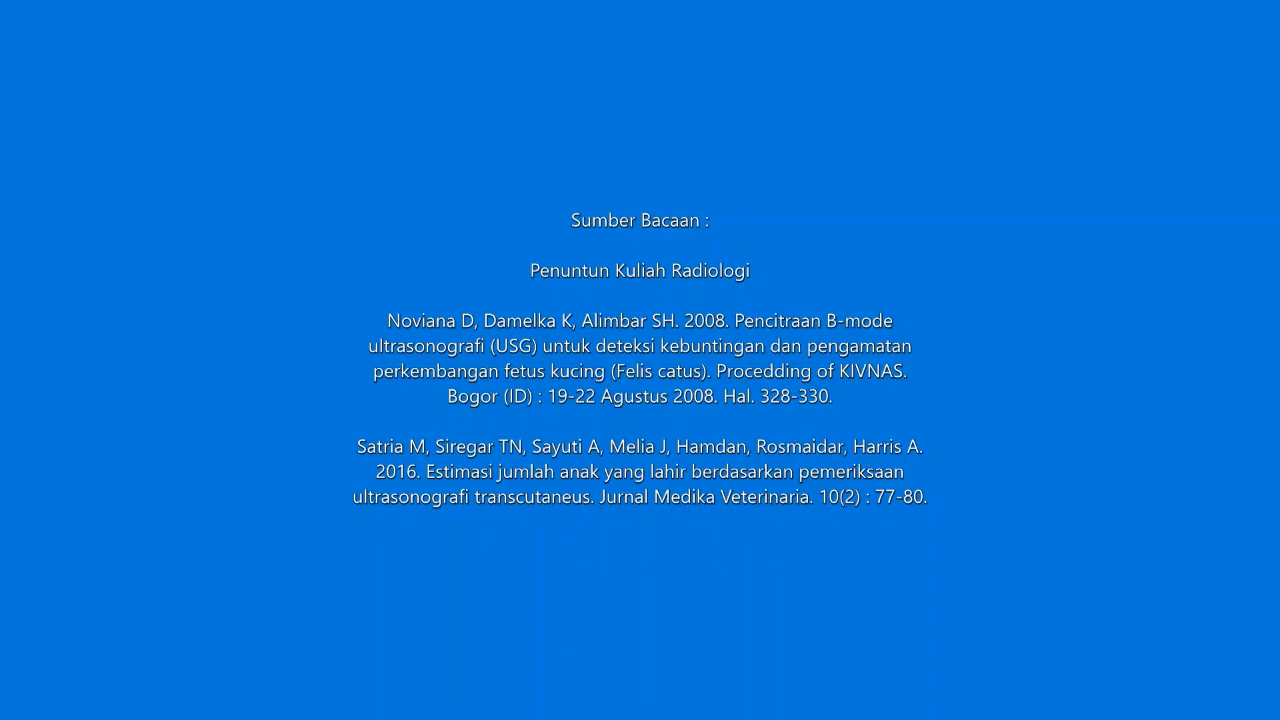 Sumber Bacaan :
Penuntun Kuliah Radiologi
Noviana D, Damelka K, Alimbar SH. 2008. Pencitraan B-mode
ultrasonografi (USG) untuk deteksi kebuntingan dan pengamatan
perkembangan fetus kucing (Felis catus). Procedding of KIVNAS.
Bogor (ID) : 19-22 Agustus 2008. Hal. 328-330.
Satria M, Siregar TN, Sayuti A, Melia J, Hamdan, Rosmaidar, Harris A.
2016. Estimasi jumlah anak yang lahir berdasarkan pemeriksaan
ultrasonografi transcutaneus. Jurnal Medika Veterinaria. 10(2) : 77-80.